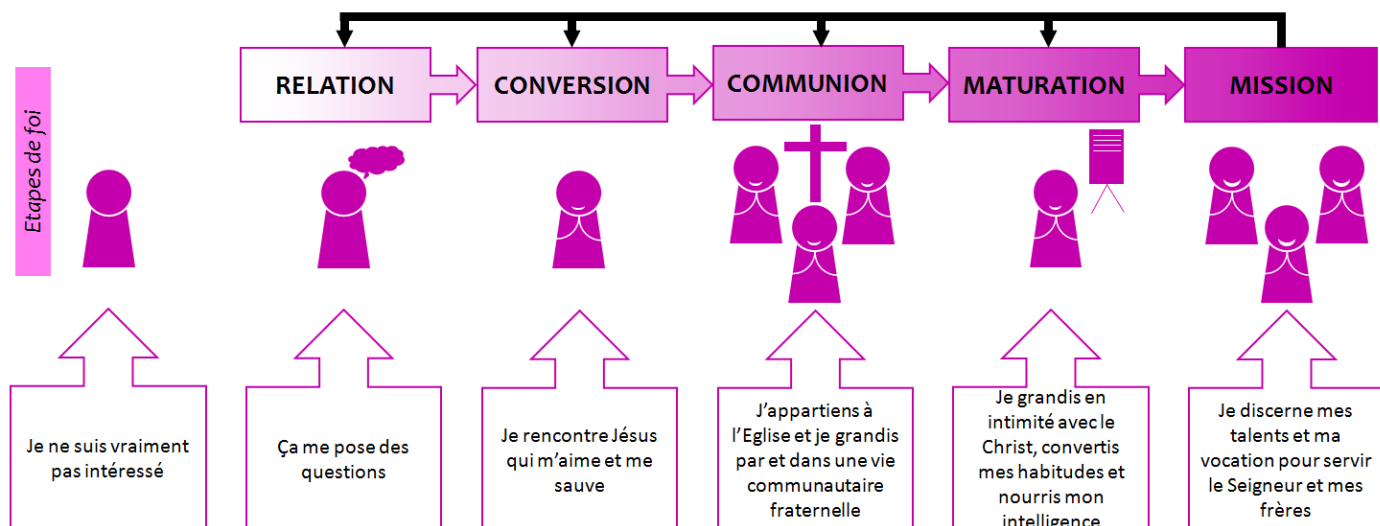 RELATION
CONVERSION
COMMUNION
MATURATION
MISSION
Etapes de foi
Je ne suis vraiment
pas intéressé
Ça me pose des
questions
Je rencontre Jésus
qui m’aime et me
sauve
J’appartiens à
l’Eglise et je grandis
par et dans une vie
communautaire
fraternelle
Je grandis en
intimité avec le
Christ, convertis
mes habitudes et
nourris mon
intelligence
Je discerne mes
talents et ma
vocation pour servir
le Seigneur et mes
frères